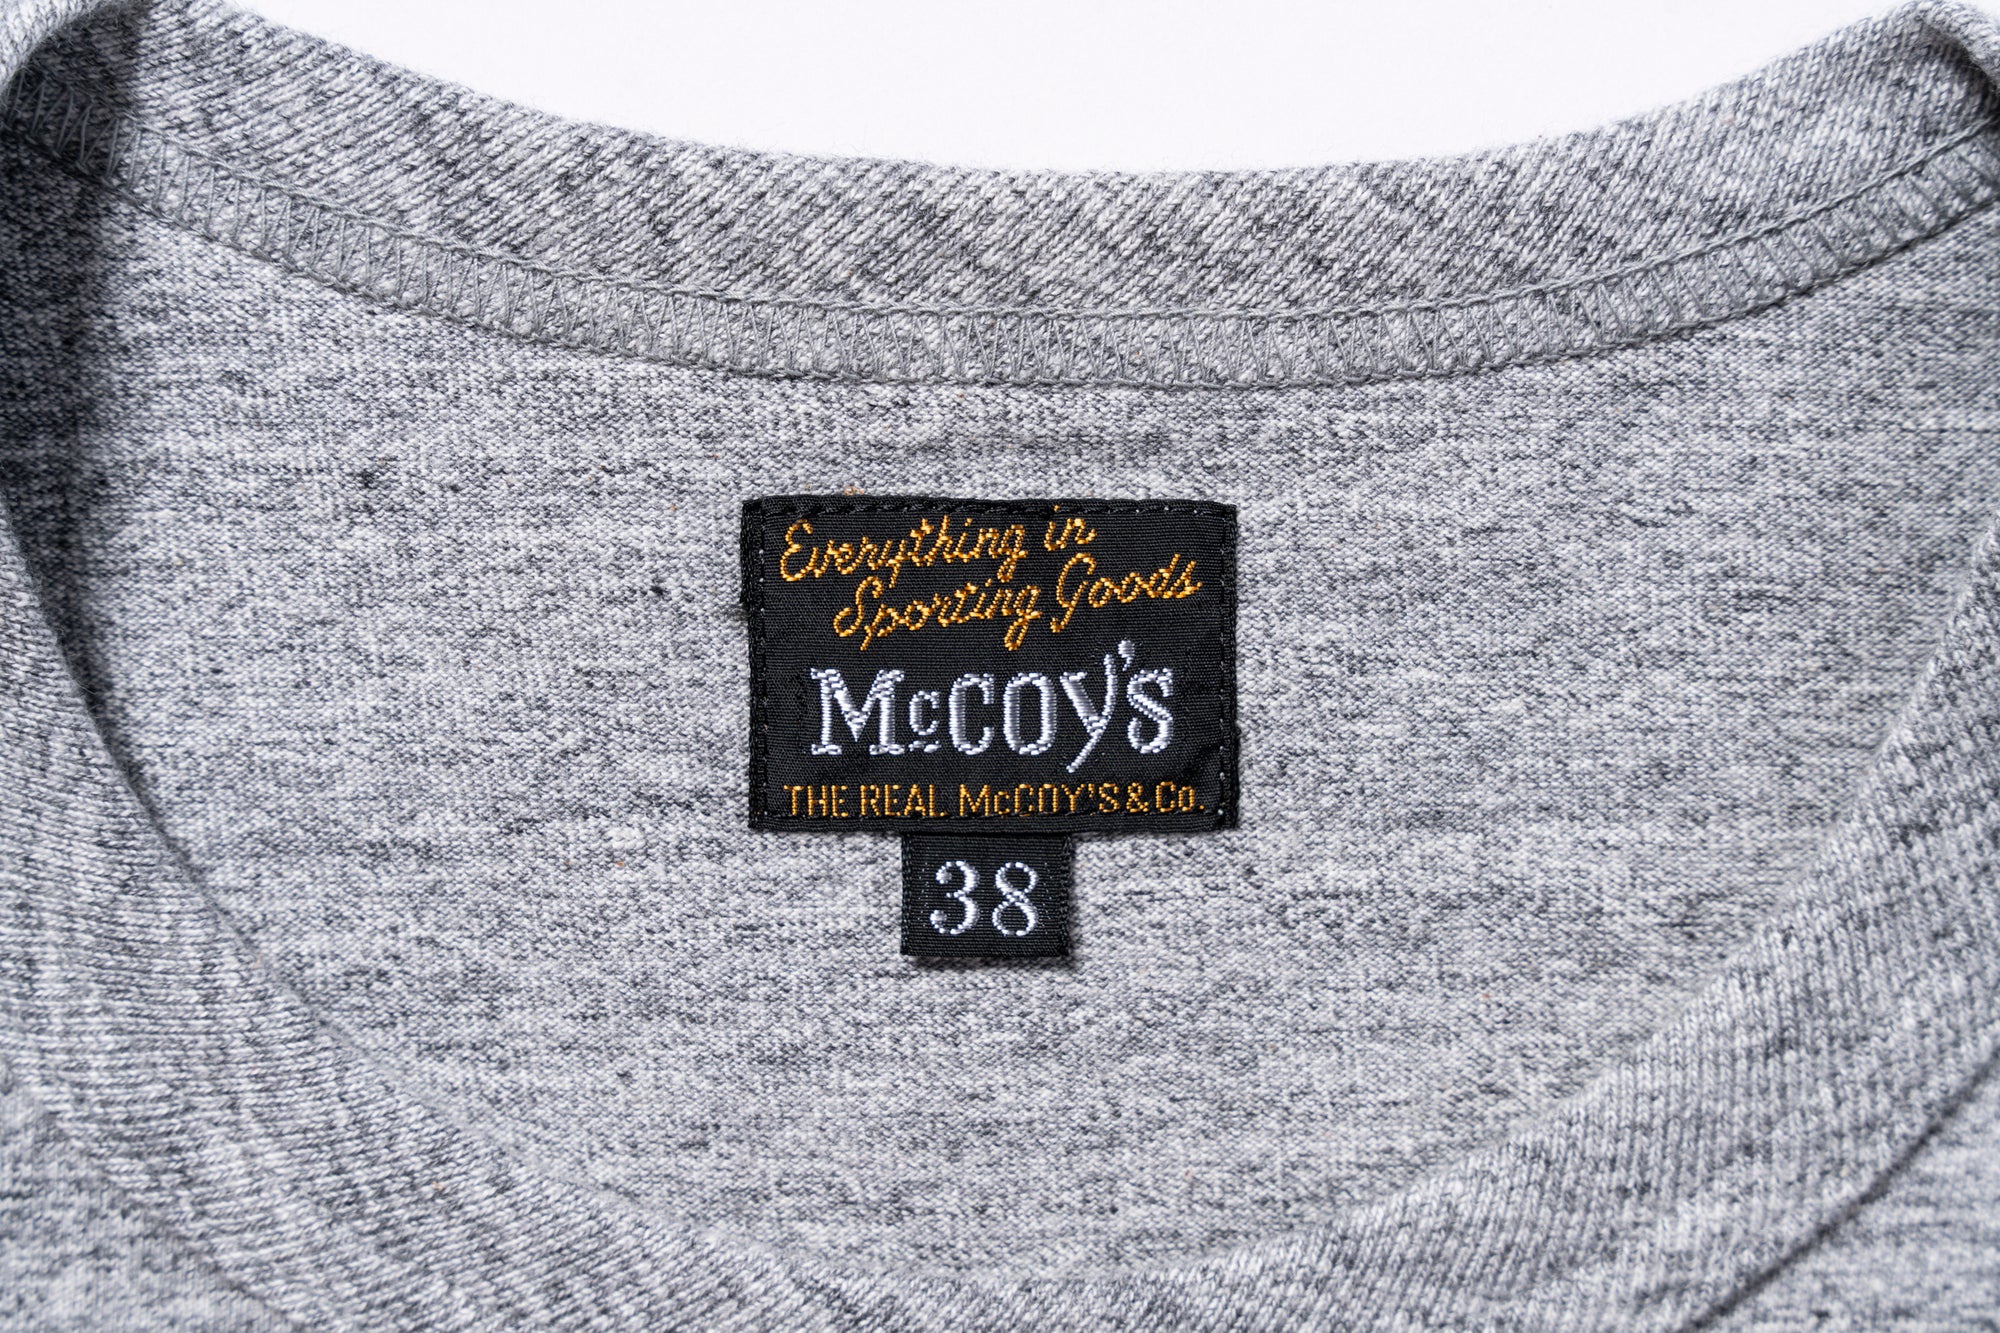 Everything in
Sporting Goods
McCOY'S
THE REAL McCOY'S & Co.
38